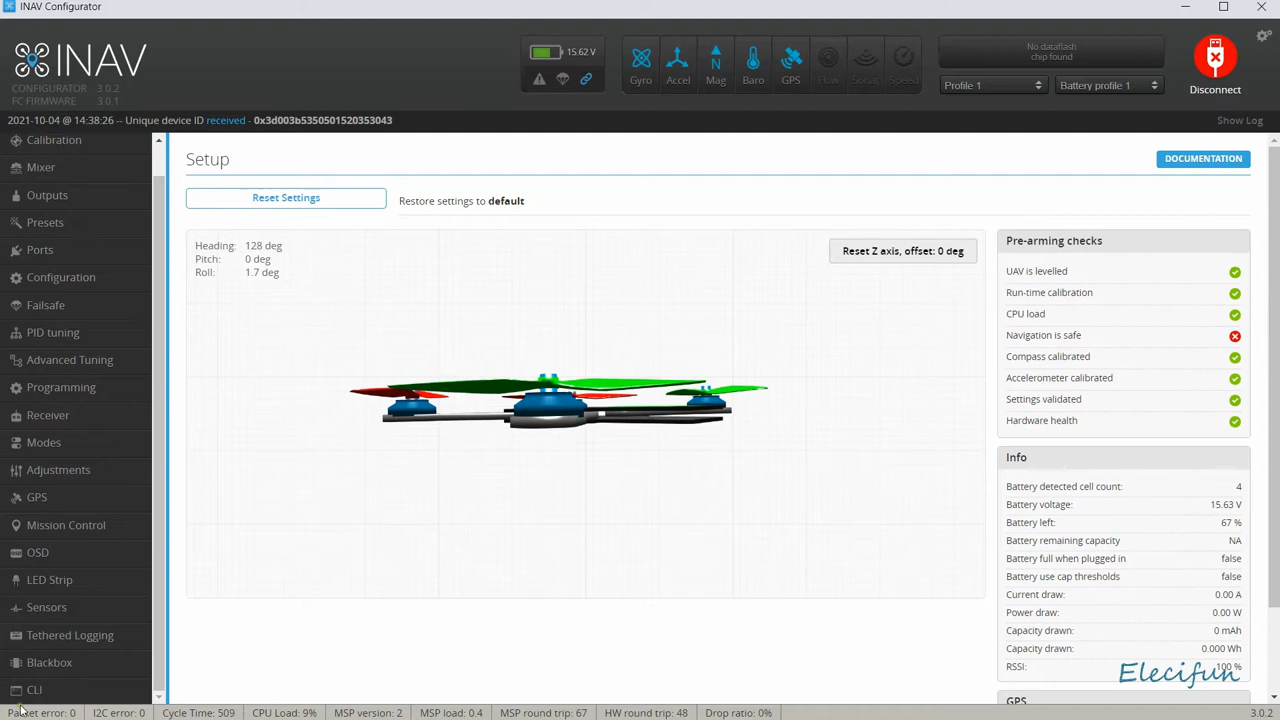 INAV Configurator
INAV
CONFIGURATOR 3.0.2
FC FIRMWARE 3.0.1
15.62 V
Gyro
Accel
Mag
Baro
GPS
Flow
Sonar
Speed
No dataflash
chip found
Profile 1
Battery profile 1
Disconnect
2021-10-04 @ 14:38:26 -- Unique device ID received - 0x3d003b5350501520353043
Show Log
Calibration
Mixer
Outputs
Presets
Ports
Configuration
Failsafe
PID tuning
Advanced Tuning
Programming
Receiver
Modes
Adjustments
GPS
Mission Control
OSD
LED Strip
Sensors
Tethered Logging
Blackbox
CLI
Setup
DOCUMENTATION
Reset Settings
Restore settings to default
Heading: 128 deg
Pitch: 0 deg
Roll: 1.7 deg
Reset Z axis, offset: 0 deg
Pre-arming checks
UAV is levelled
Run-time calibration
CPU load
Navigation is safe
Compass calibrated
Accelerometer calibrated
Settings validated
Hardware health
Info
Battery detected cell count: 4
Battery voltage: 15.63 V
Battery left: 67 %
Battery remaining capacity NA
Battery full when plugged in false
Battery use cap thresholds false
Current draw: 0.00 A
Power draw: 0.00 W
Capacity drawn: 0 mAh
Capacity drawn: 0.000 Wh
RSSI: 100 %
Elecifun
GPS
Packet error: 0
I2C error: 0
Cycle Time: 509
CPU Load: 9%
MSP version: 2
MSP load: 0.4
MSP round trip: 67
HW round trip: 48
Drop ratio: 0%
3.0.2